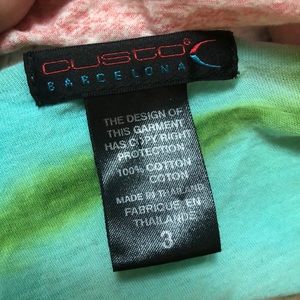 CUSTO®
BARCELONA
THE DESIGN OF
THIS GARMENT
HAS COPY RIGHT
PROTECTION
100% COTTON
COTON
MADE IN THAILAND
FABRIQUE EN
THAILANDE
3